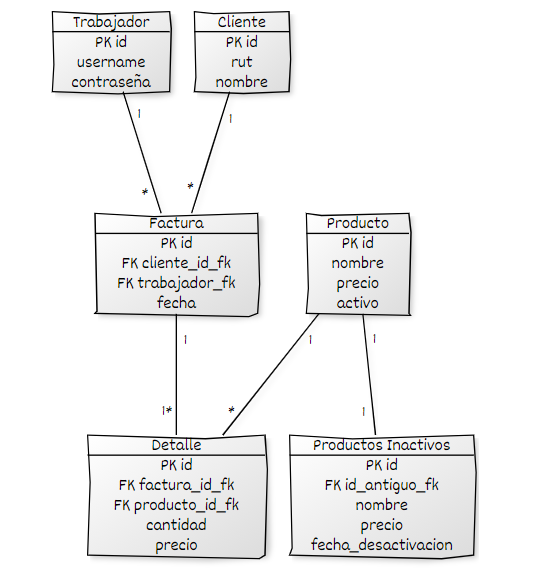 Trabajador
PK id
username
contraseña
Cliente
PK id
rut
nombre
1
1
*
*
Factura
PK id
FK cliente_id_fk
FK trabajador_fk
fecha
Producto
PK id
nombre
precio
activo
1
1
1
1*
*
1
Detalle
PK id
FK factura_id_fk
FK producto_id_fk
cantidad
precio
Productos Inactivos
PK id
FK id_antiguo_fk
nombre
precio
fecha_desactivacion